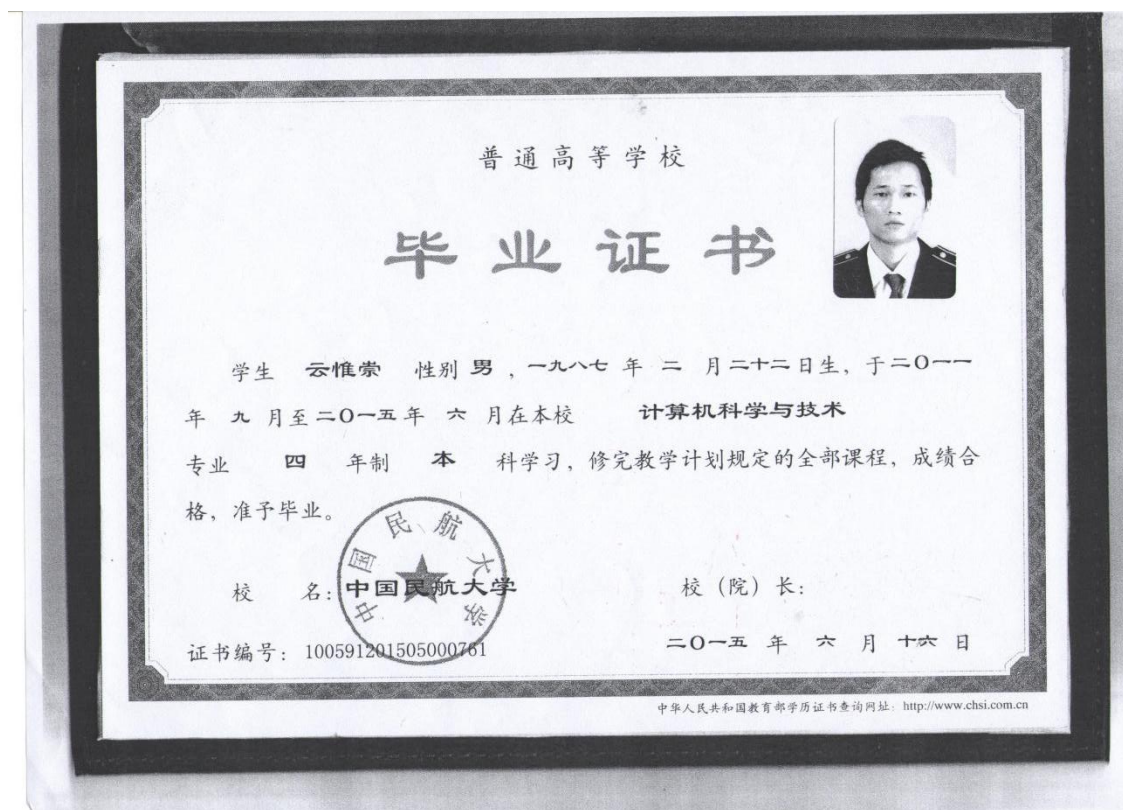 普通高等学校
毕业证书
学生 云惟崇 性别 男 ，一九八七 年 二 月二十二日生，于二O一一
年 九 月至二O一五年 六 月在本校 计算机科学与技术
专业 四 年制 本 科学习，修完教学计划规定的全部课程，成绩合
格，准予毕业。
中国民航大学
校 名：中国民航大学 校（院）长：
证书编号：100591201505000761 二O一五 年 六 月 十六 日
中华人民共和国教育部学历证书查询网址：http://www.chsi.com.cn